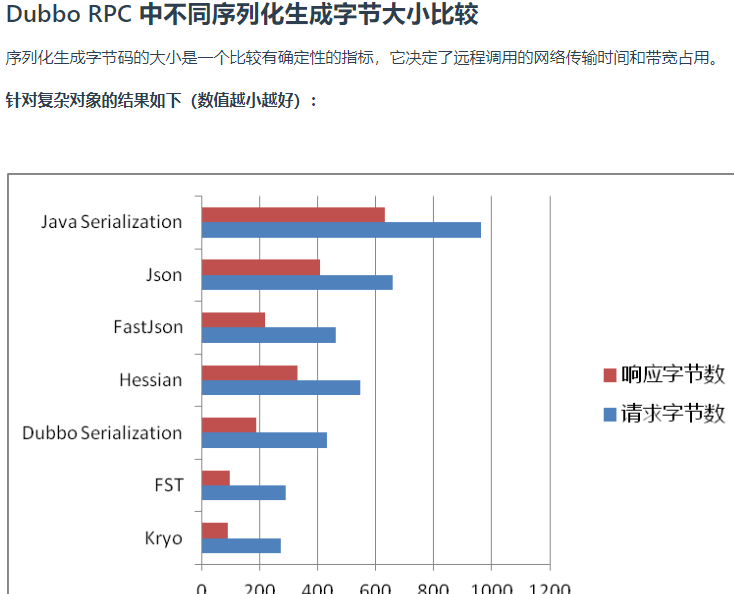 Dubbo RPC 中不同序列化生成字节大小比较
序列化生成字节码的大小是一个比较有确定性的指标，它决定了远程调用的网络传输时间和带宽占用。
针对复杂对象的结果如下（数值越小越好）：
Java Serialization
Json
FastJson
Hessian
Dubbo Serialization
FST
Kryo
响应字节数
请求字节数
0 200 400 600 800 1000 1200